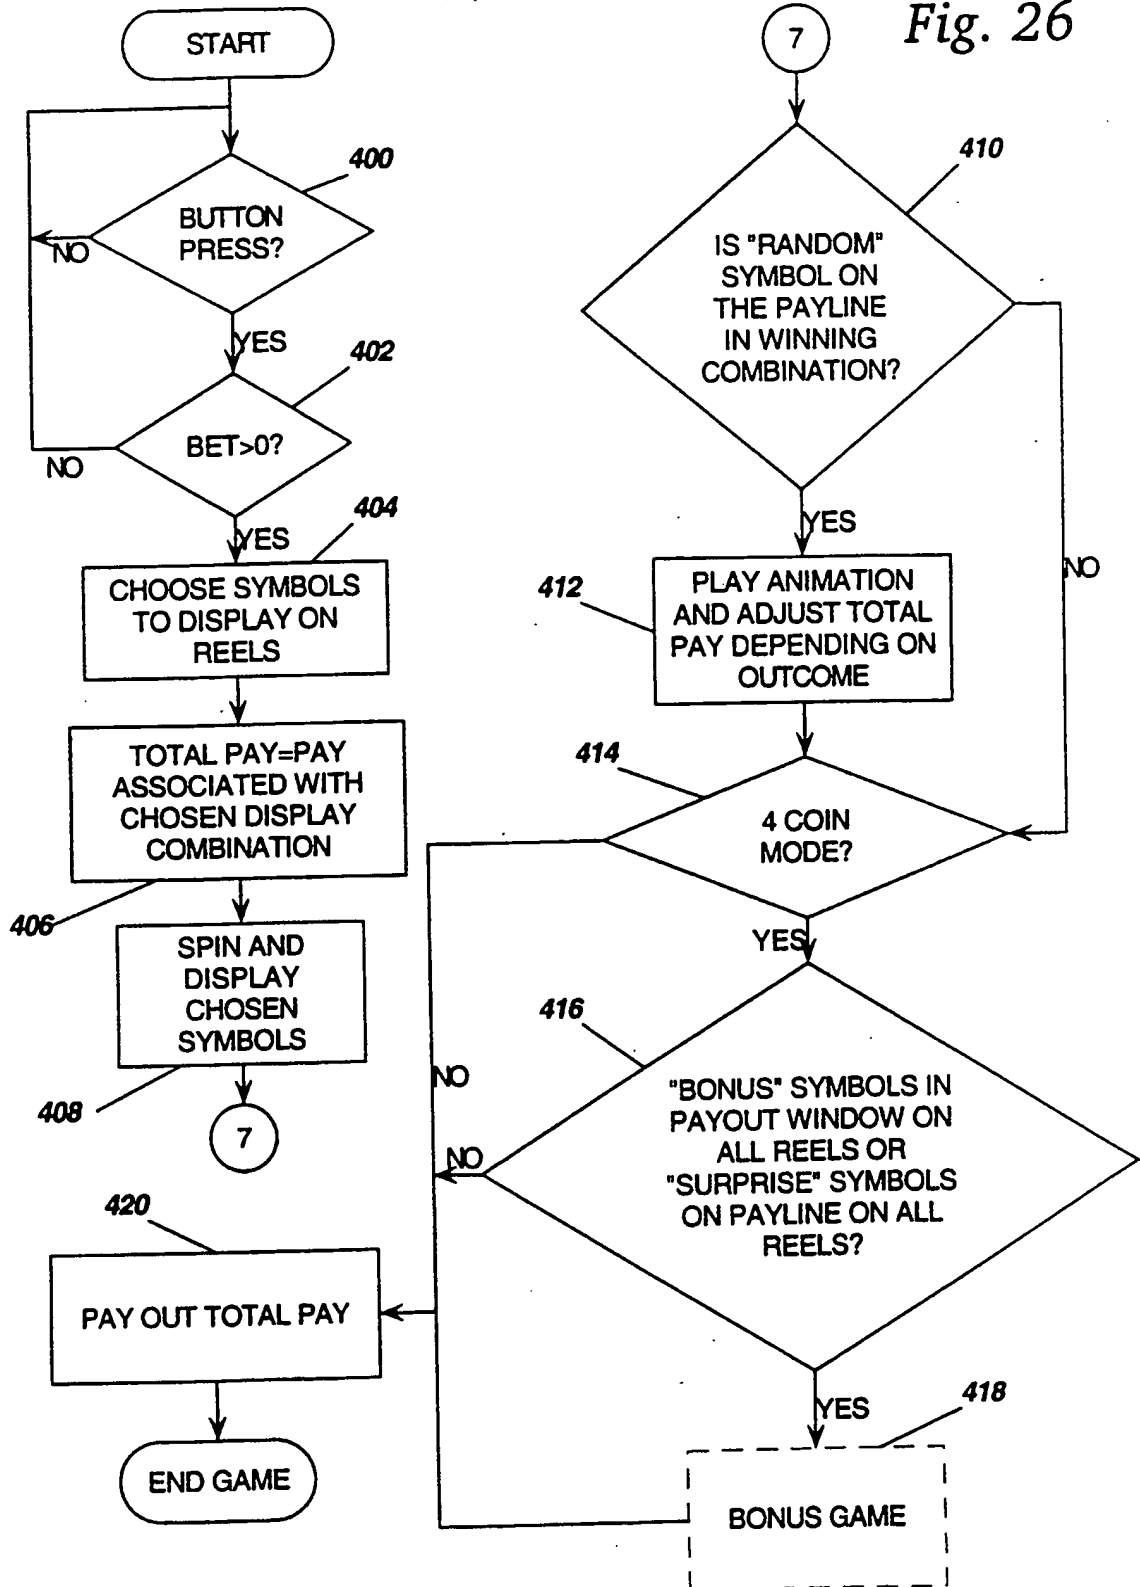 Fig. 26
START
400
BUTTON
PRESS?
NO
YES
402
BET>0?
NO
YES
404
CHOOSE SYMBOLS
TO DISPLAY ON
REELS
TOTAL PAY=PAY
ASSOCIATED WITH
CHOSEN DISPLAY
COMBINATION
406
SPIN AND
DISPLAY
CHOSEN
SYMBOLS
408
7
7
410
IS "RANDOM"
SYMBOL ON
THE PAYLINE
IN WINNING
COMBINATION?
NO
YES
412
PLAY ANIMATION
AND ADJUST TOTAL
PAY DEPENDING ON
OUTCOME
414
4 COIN
MODE?
NO
YES
416
"BONUS" SYMBOLS IN
PAYOUT WINDOW ON
ALL REELS OR
"SURPRISE" SYMBOLS
ON PAYLINE ON ALL
REELS?
NO
YES
418
BONUS GAME
420
PAY OUT TOTAL PAY
END GAME